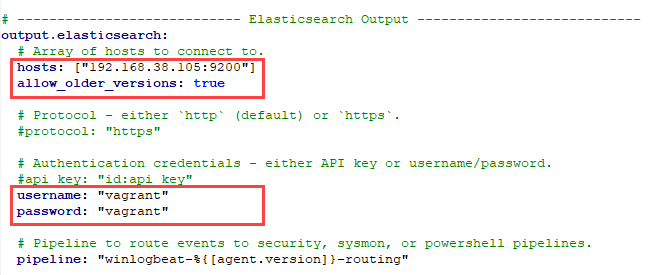 # ---------------------------- Elasticsearch Output ----------------------------
output.elasticsearch:
# Array of hosts to connect to.
hosts: ["192.168.38.105:9200"]
allow_older_versions: true
# Protocol - either `http` (default) or `https`.
#protocol: "https"
# Authentication credentials - either API key or username/password.
#api_key: "id:api_key"
username: "vagrant"
password: "vagrant"
# Pipeline to route events to security, sysmon, or powershell pipelines.
pipeline: "winlogbeat-%{[agent.version]}-routing"